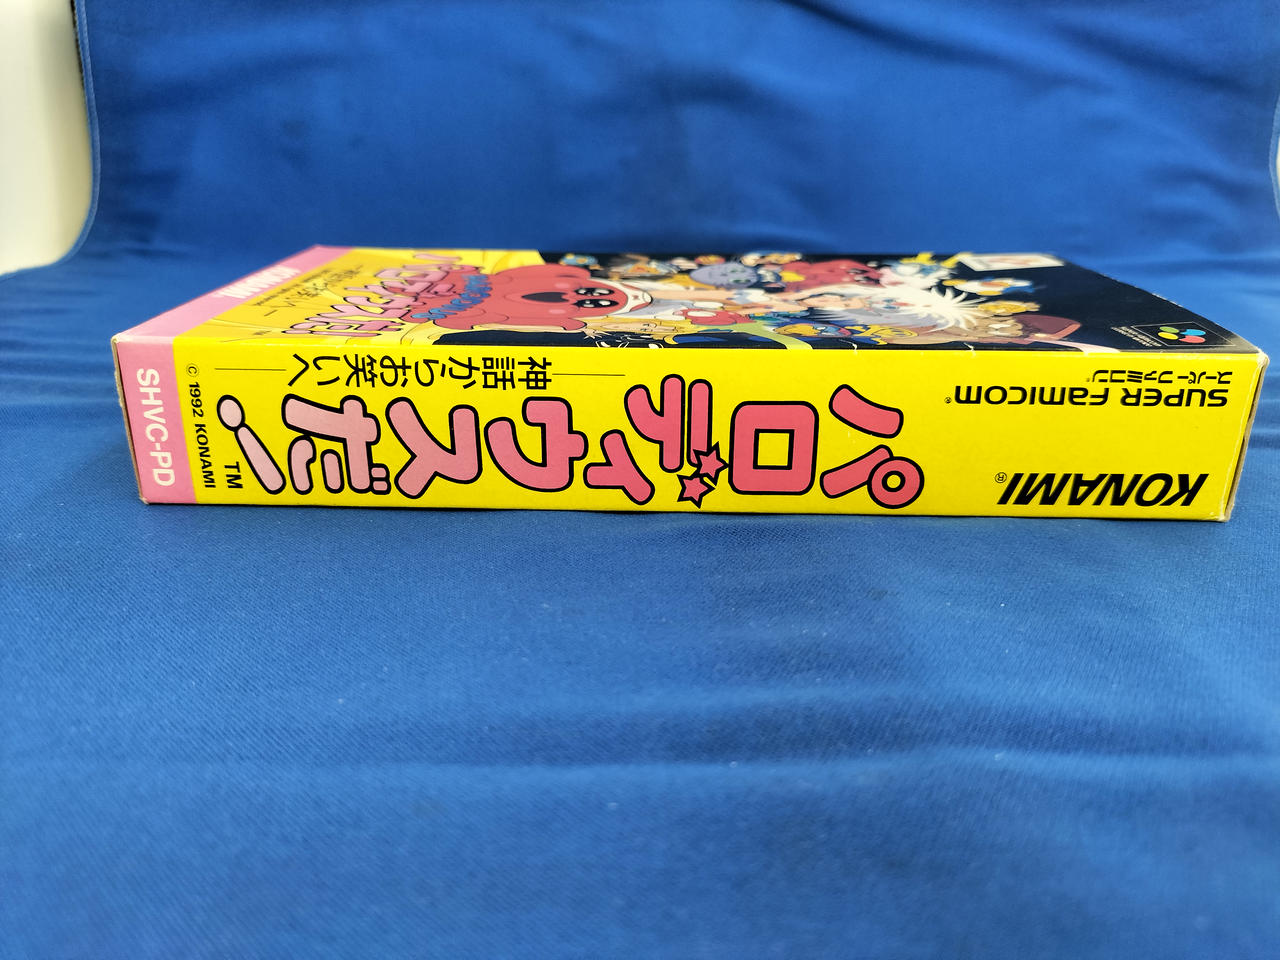 KONAMI®
SUPER FAMICOM®
スーパーファミコン®
パロディウスだ!
TM
神話からお笑いへ
© 1992 KONAMI
SHVC-PD
KONAMI